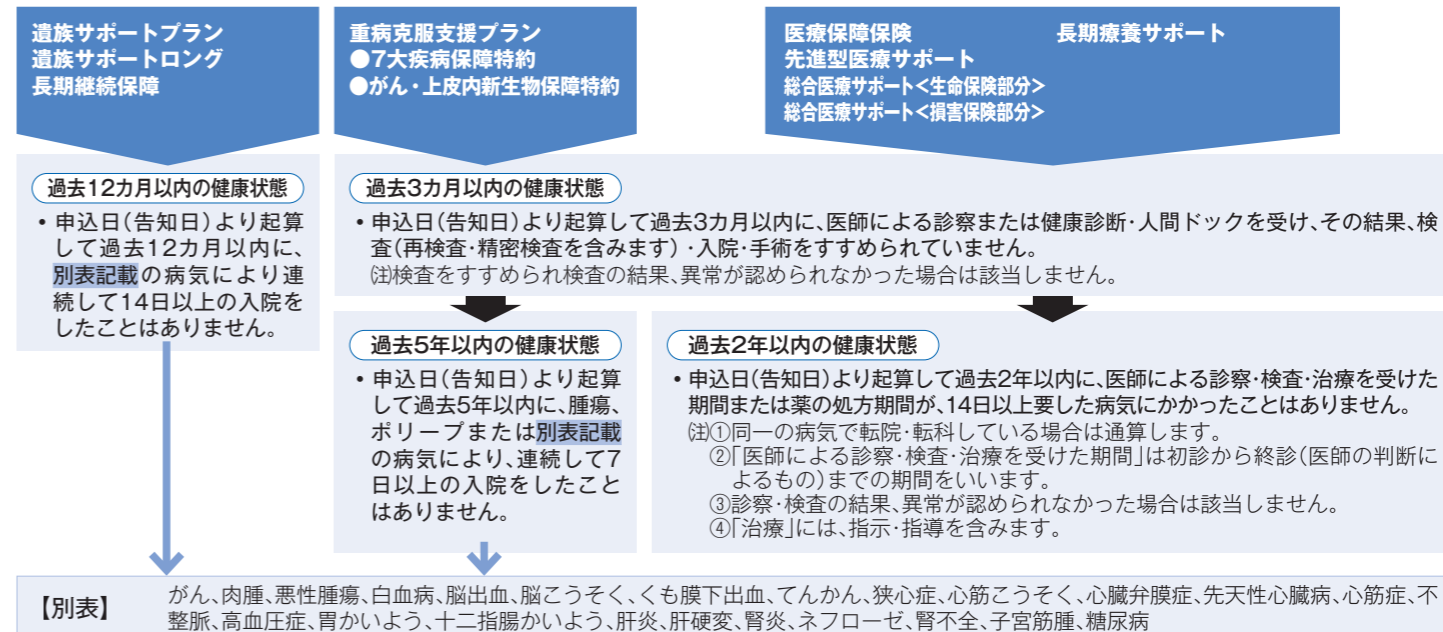 遺族サポートプラン
遺族サポートロング
長期継続保障
重病克服支援プラン
●7大疾病保障特約
●がん・上皮内新生物保障特約
医療保障保険 長期療養サポート
先進型医療サポート
総合医療サポート<生命保険部分>
総合医療サポート<損害保険部分>
過去12カ月以内の健康状態
• 申込日(告知日)より起算
して過去12カ月以内に、
別表記載の病気により連
続して14日以上の入院を
したことはありません。
過去3カ月以内の健康状態
• 申込日(告知日)より起算して過去3カ月以内に、医師による診察または健康診断・人間ドックを受け、その結果、検
査(再検査・精密検査を含みます)・入院・手術をすすめられていません。
㊟検査をすすめられ検査の結果、異常が認められなかった場合は該当しません。
過去5年以内の健康状態
• 申込日(告知日)より起算
して過去5年以内に、腫瘍、
ポリープまたは別表記載
の病気により、連続して7
日以上の入院をしたこと
はありません。
過去2年以内の健康状態
• 申込日(告知日)より起算して過去2年以内に、医師による診察・検査・治療を受けた
期間または薬の処方期間が、14日以上要した病気にかかったことはありません。
㊟①同一の病気で転院・転科している場合は通算します。
②「医師による診察・検査・治療を受けた期間」は初診から終診(医師の判断に
よるもの)までの期間をいいます。
③診察・検査の結果、異常が認められなかった場合は該当しません。
④「治療」には、指示・指導を含みます。
【別表】
がん、肉腫、悪性腫瘍、白血病、脳出血、脳こうそく、くも膜下出血、てんかん、狭心症、心筋こうそく、心臓弁膜症、先天性心臓病、心筋症、不
整脈、高血圧症、胃かいよう、十二指腸かいよう、肝炎、肝硬変、腎炎、ネフローゼ、腎不全、子宮筋腫、糖尿病